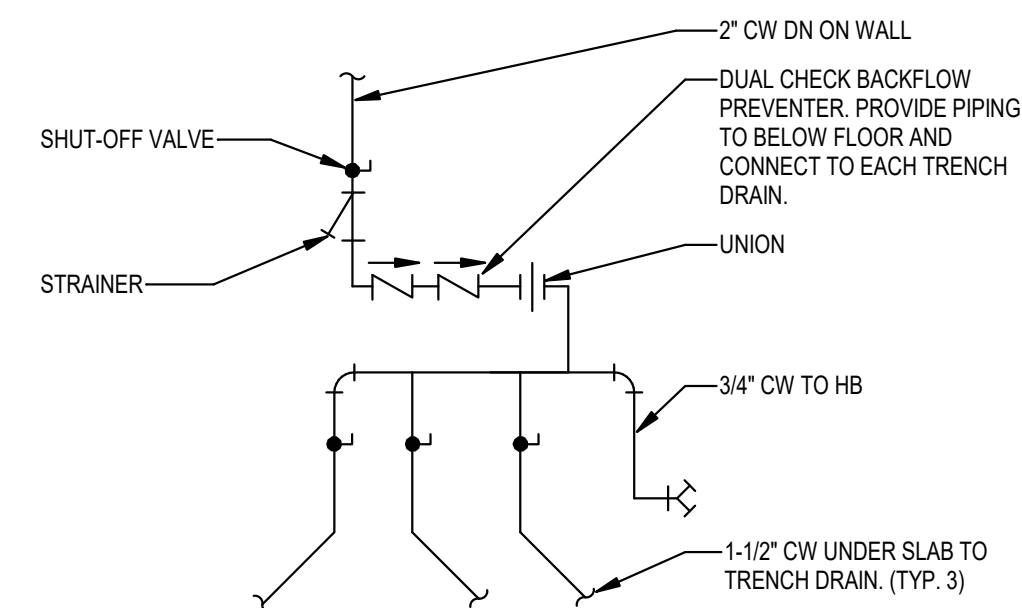 2" CW DN ON WALL
DUAL CHECK BACKFLOW
PREVENTER. PROVIDE PIPING
TO BELOW FLOOR AND
CONNECT TO EACH TRENCH
DRAIN.
SHUT-OFF VALVE
UNION
STRAINER
3/4" CW TO HB
1-1/2" CW UNDER SLAB TO
TRENCH DRAIN. (TYP. 3)